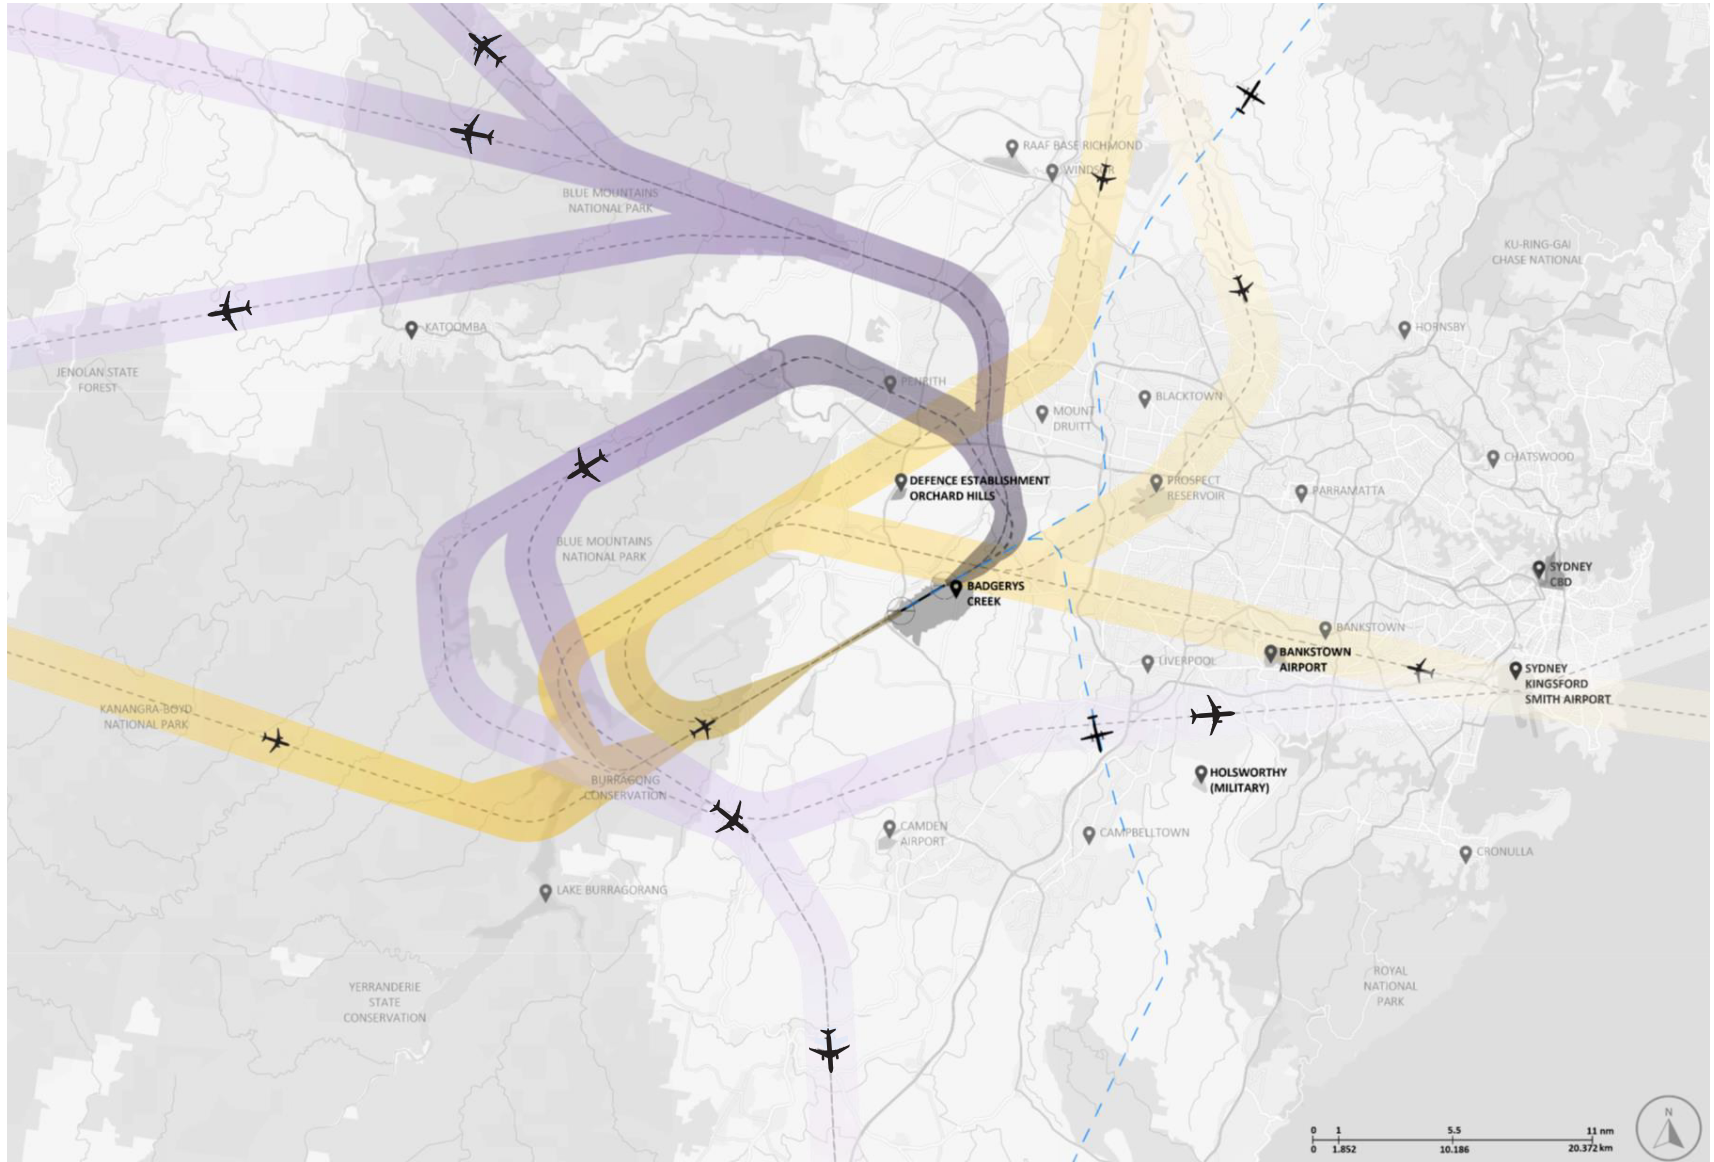 RAAF BASE RICHMOND
WINDSOR
BLUE MOUNTAINS
NATIONAL PARK
KU-RING-GAI
CHASE NATIONAL
KATOOMBA
HORNSBY
JENOLAN STATE
FOREST
PENRITH
BLACKTOWN
MOUNT
DRUITT
CHATSWOOD
DEFENCE ESTABLISHMENT
ORCHARD HILLS
PROSPECT
RESERVOIR
PARRAMATTA
BLUE MOUNTAINS
NATIONAL PARK
SYDNEY
CBD
BADGERYS
CREEK
BANKSTOWN
BANKSTOWN
AIRPORT
LIVERPOOL
SYDNEY
KINGSFORD
SMITH AIRPORT
KANANGRA-BOYD
NATIONAL PARK
HOLSWORTHY
(MILITARY)
BURRAGONG
CONSERVATION
CAMDEN
AIRPORT
CAMPBELLTOWN
CRONULLA
LAKE BURRAGORANG
YERRANDERIE
STATE
CONSERVATION
ROYAL
NATIONAL
PARK
N
0 1 5.5 11 nm
0 1.852 10.186 20.372 km